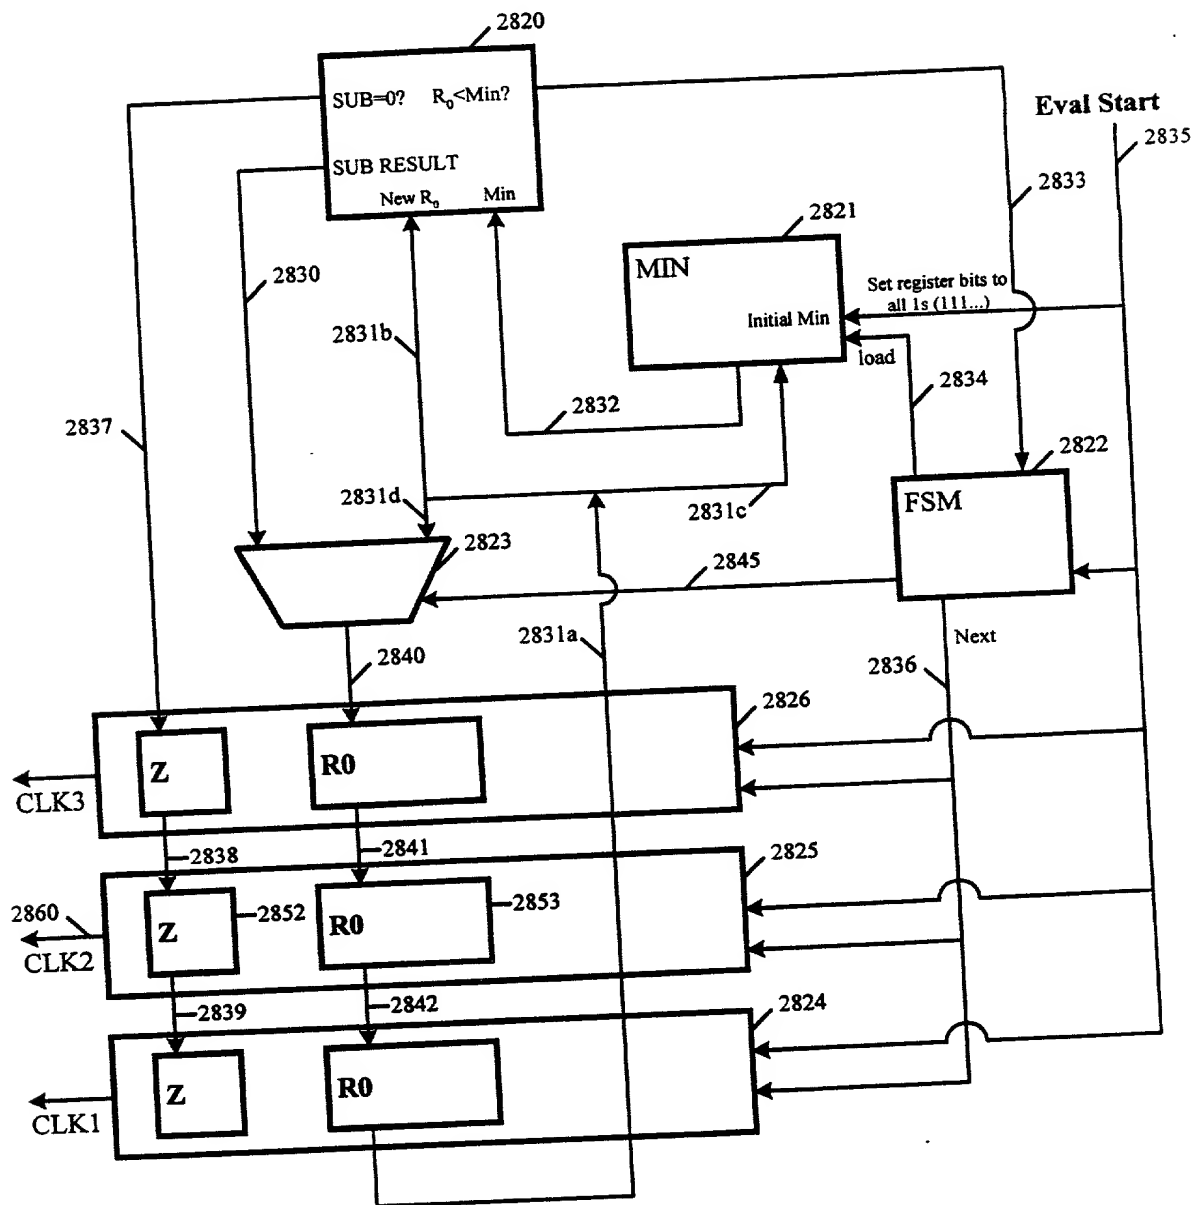 2820
SUB=0? R0<Min?
SUB RESULT
New R0 Min
Eval Start
2835
2833
2821
MIN
Set register bits to
all 1s (111...)
Initial Min
load
2830
2831b
2834
2832
2837
2822
FSM
2831d
2831c
2823
2845
2831a
Next
2840
2836
2826
Z
R0
CLK3
2838
2841
2825
2860
Z
2852
R0
2853
CLK2
2839
2842
2824
Z
R0
CLK1